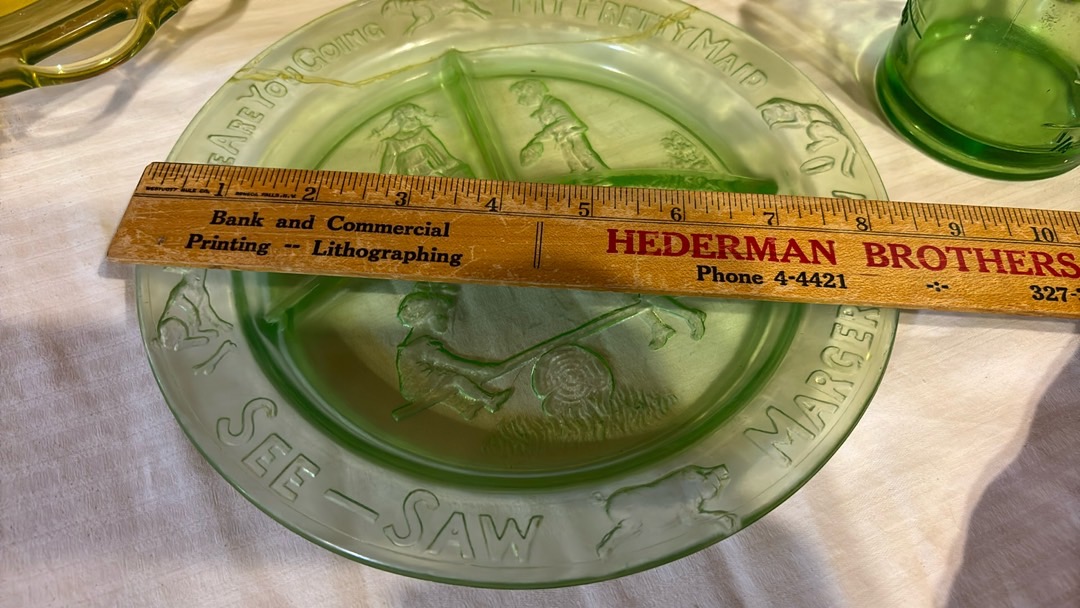 ARE YOU GOING
MY PRETTY MAID
1 2 3 4 5 6 7 8 9 10
Bank and Commercial
Printing -- Lithographing
HEDERMAN BROTHERS
Phone 4-4421
327-
SEE-SAW
MARGER